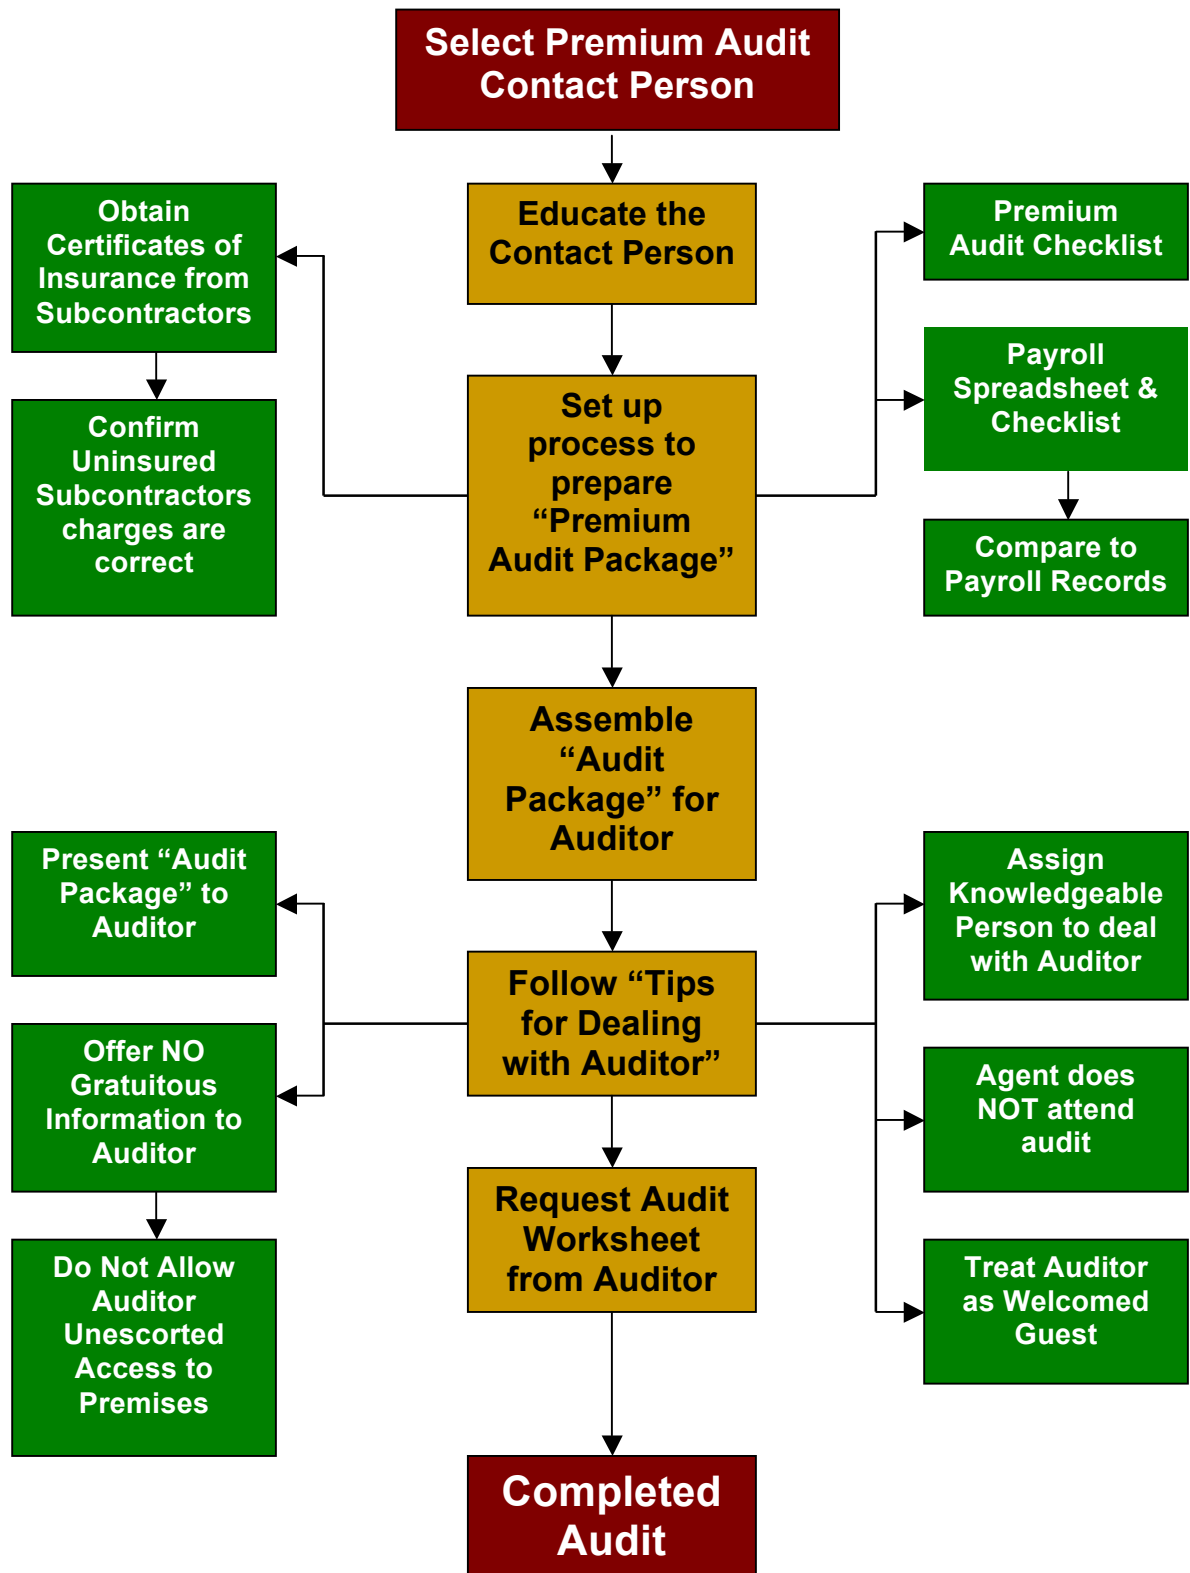 Select Premium Audit
Contact Person
Obtain
Certificates of
Insurance from
Subcontractors
Educate the
Contact Person
Premium
Audit Checklist
Confirm
Uninsured
Subcontractors
charges are
correct
Set up
process to
prepare
“Premium
Audit Package”
Payroll
Spreadsheet &
Checklist
Compare to
Payroll Records
Assemble
“Audit
Package” for
Auditor
Present “Audit
Package” to
Auditor
Follow “Tips
for Dealing
with Auditor”
Assign
Knowledgeable
Person to deal
with Auditor
Offer NO
Gratuitous
Information to
Auditor
Agent does
NOT attend
audit
Do Not Allow
Auditor
Unescorted
Access to
Premises
Request Audit
Worksheet
from Auditor
Treat Auditor
as Welcomed
Guest
Completed
Audit